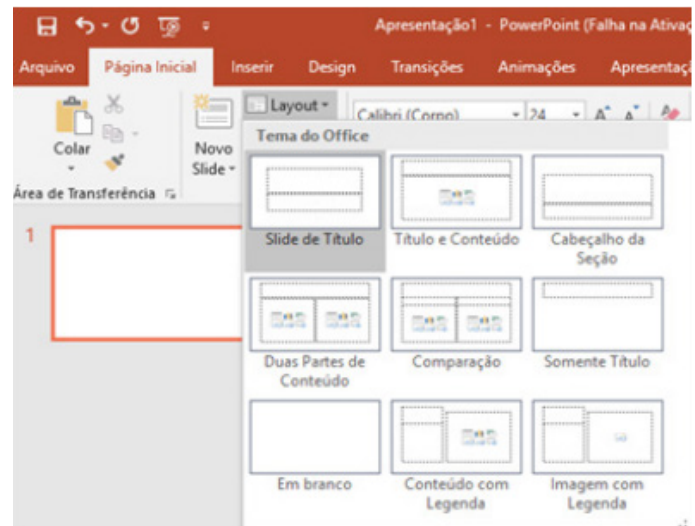 Apresentação1 - PowerPoint (Falha na Ativaç
Arquivo Página Inicial Inserir Design Transições Animações Apresentaçã
Layout
Calibri (Corpo) 24 A A
Colar
Novo
Slide
Área de Transferência
Tema do Office
1
Slide de Título Título e Conteúdo Cabeçalho da
Seção
Duas Partes de
Conteúdo
Comparação Somente Título
Em branco Conteúdo com
Legenda
Imagem com
Legenda